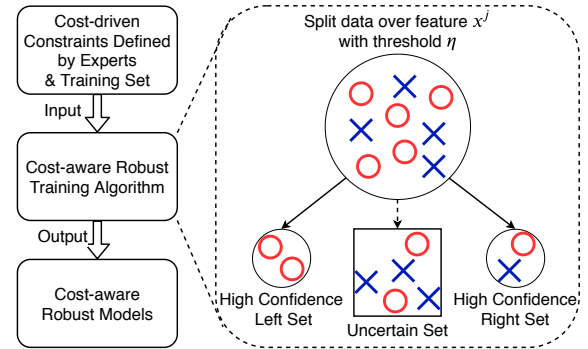 Cost-driven
Constraints Defined
by Experts
& Training Set
Input
Cost-aware Robust
Training Algorithm
Output
Cost-aware
Robust Models
Split data over feature x^j
with threshold η
High Confidence
Left Set
Uncertain Set
High Confidence
Right Set